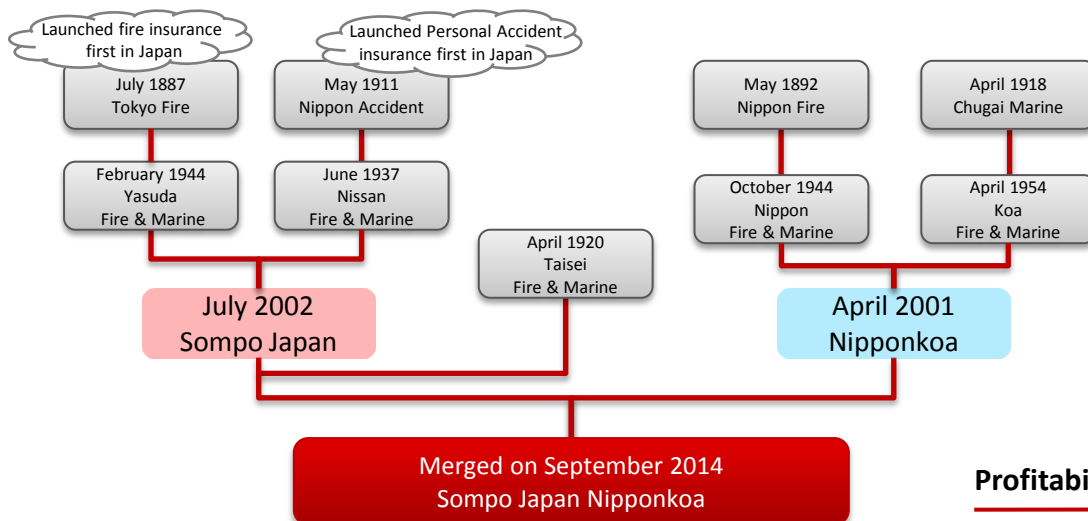 Launched fire insurance
first in Japan
Launched Personal Accident
insurance first in Japan
July 1887
Tokyo Fire
May 1911
Nippon Accident
May 1892
Nippon Fire
April 1918
Chugai Marine
February 1944
Yasuda
Fire & Marine
June 1937
Nissan
Fire & Marine
October 1944
Nippon
Fire & Marine
April 1954
Koa
Fire & Marine
April 1920
Taisei
Fire & Marine
July 2002
Sompo Japan
April 2001
Nipponkoa
Merged on September 2014
Sompo Japan Nipponkoa
Profitabi